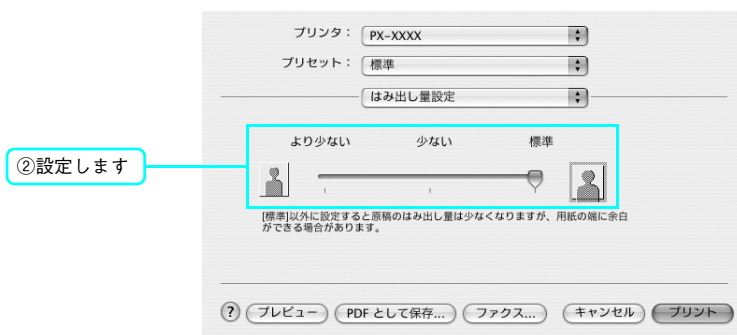 プリンタ： PX-XXXX
プリセット： 標準
はみ出し量設定
より少ない 少ない 標準
②設定します
[標準]以外に設定すると原稿のはみ出し量は少なくなりますが、用紙の端に余白
ができる場合があります。
? プレビュー PDF として保存... ファクス... キャンセル プリント